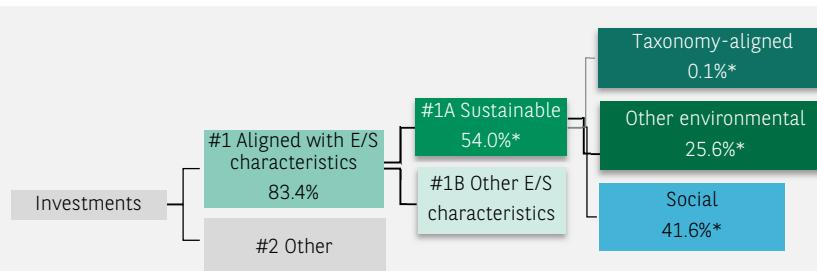 Taxonomy-aligned
0.1%*
#1A Sustainable
54.0%*
Other environmental
25.6%*
#1 Aligned with E/S
characteristics
83.4%
#1B Other E/S
characteristics
Investments
Social
41.6%*
#2 Other